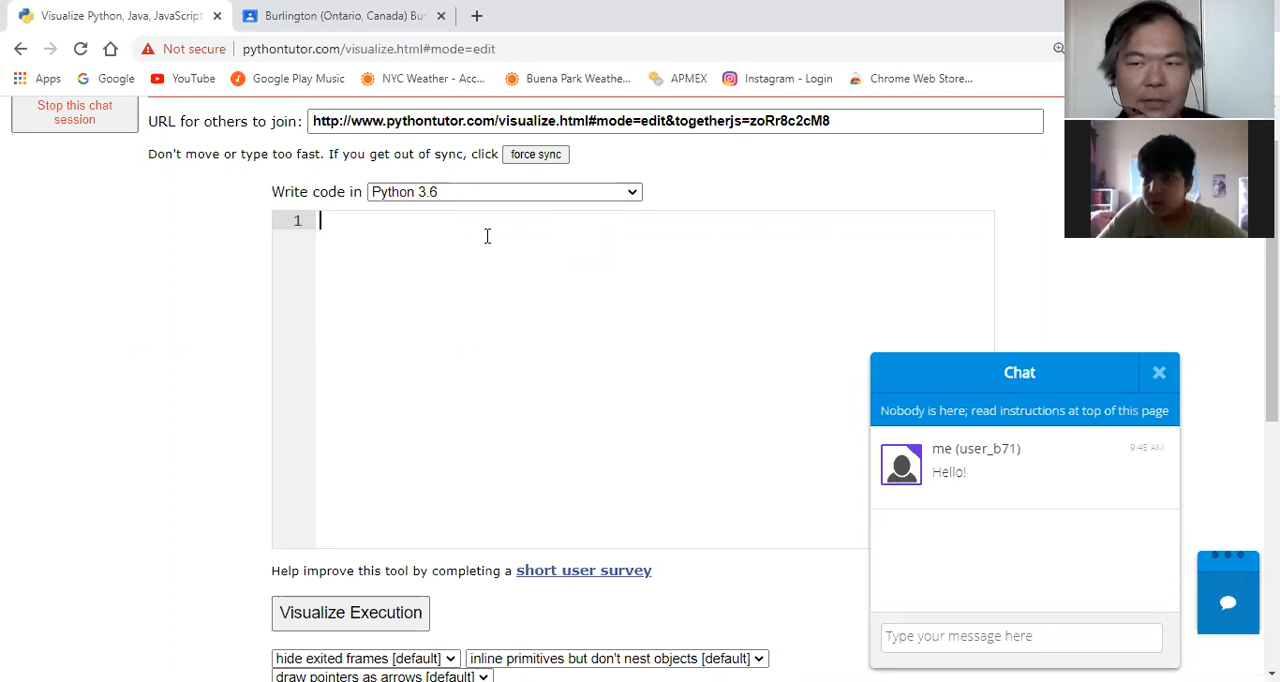 Visualize Python, Java, JavaScript
Burlington (Ontario, Canada) Bu
Not secure
pythontutor.com/visualize.html#mode=edit
Apps
Google
YouTube
Google Play Music
NYC Weather - Acc...
Buena Park Weathe...
APMEX
Instagram - Login
Chrome Web Store...
Stop this chat
session
URL for others to join:
http://www.pythontutor.com/visualize.html#mode=edit&togetherjs=zoRr8c2cM8
Don't move or type too fast. If you get out of sync, click
force sync
Write code in
Python 3.6
1
Chat
Nobody is here; read instructions at top of this page
me (user_b71)
9:45 AM
Hello!
Type your message here
Help improve this tool by completing a short user survey
Visualize Execution
hide exited frames [default]
inline primitives but don't nest objects [default]
draw pointers as arrows [default]